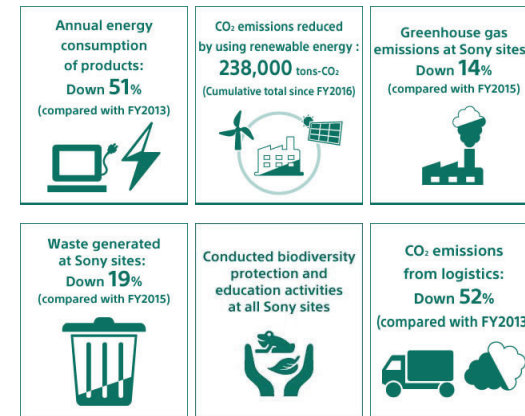 Annual energy
consumption
of products:
Down 51%
(compared with FY2013)
CO₂ emissions reduced
by using renewable energy :
238,000 tons-CO₂
(Cumulative total since FY2016)
Greenhouse gas
emissions at Sony sites
Down 14%
(compared with FY2015)
Waste generated
at Sony sites:
Down 19%
(compared with FY2015)
Conducted biodiversity
protection and
education activities
at all Sony sites
CO₂ emissions
from logistics:
Down 52%
(compared with FY2013